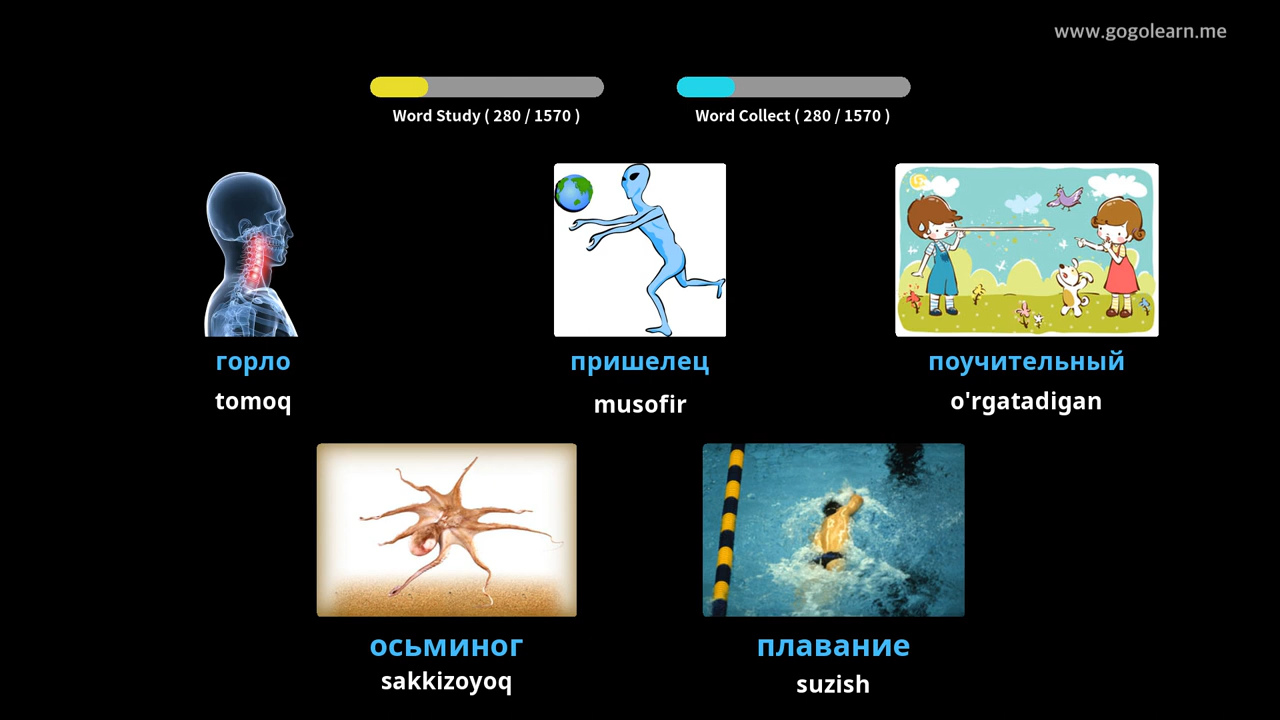 www.gogolearn.me
Word Study ( 280 / 1570 )
Word Collect ( 280 / 1570 )
горло
пришелец
поучительный
tomoq
musofir
o'rgatadigan
осьминог
плавание
sakkizoyoq
suzish